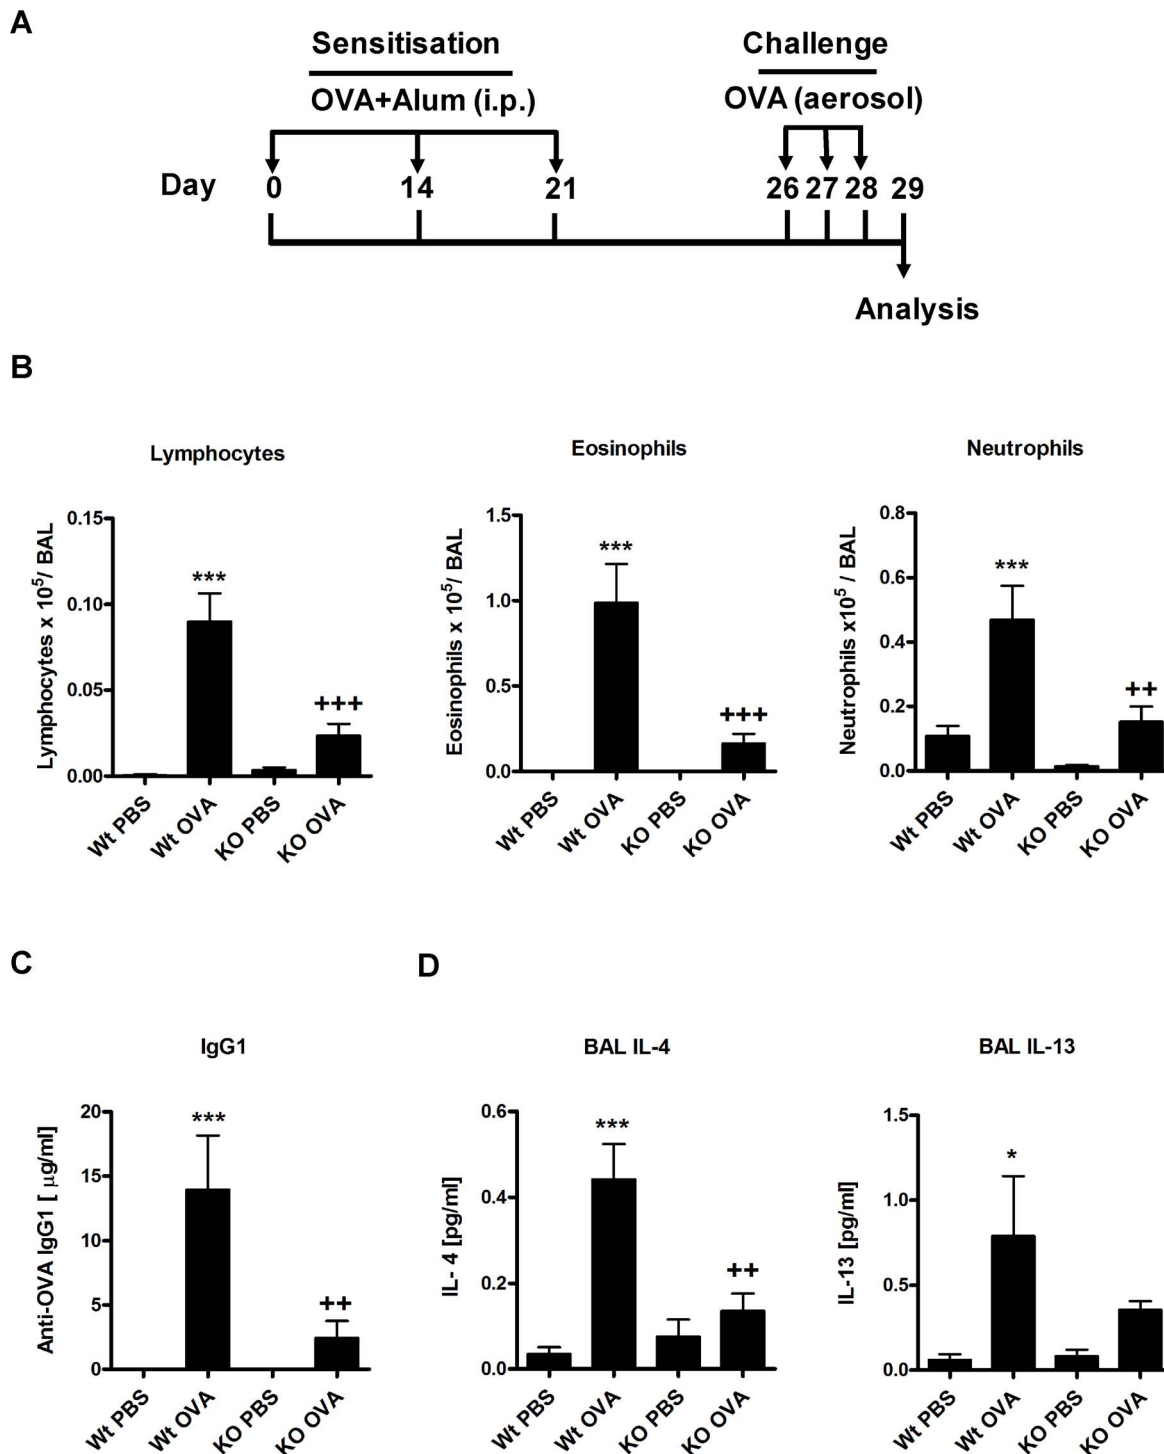 A
Sensitisation
Challenge
OVA+Alum (i.p.)
OVA (aerosol)
Day 0 14 21 26 27 28 29
Analysis
B
Lymphocytes
Lymphocytes x 10⁵/ BAL
0.15
0.10
0.05
0.00
***
+++
Wt PBS
Wt OVA
KO PBS
KO OVA
Eosinophils
Eosinophils x 10⁵/ BAL
1.5
1.0
0.5
0.0
***
+++
Wt PBS
Wt OVA
KO PBS
KO OVA
Neutrophils
Neutrophils x10⁵ / BAL
0.8
0.6
0.4
0.2
0.0
***
++
Wt PBS
Wt OVA
KO PBS
KO OVA
C
IgG1
Anti-OVA IgG1 [ µg/ml]
20
15
10
5
0
***
++
Wt PBS
Wt OVA
KO PBS
KO OVA
D
BAL IL-4
IL- 4 [pg/ml]
0.6
0.4
0.2
0.0
***
++
Wt PBS
Wt OVA
KO PBS
KO OVA
BAL IL-13
IL-13 [pg/ml]
1.5
1.0
0.5
0.0
*
Wt PBS
Wt OVA
KO PBS
KO OVA